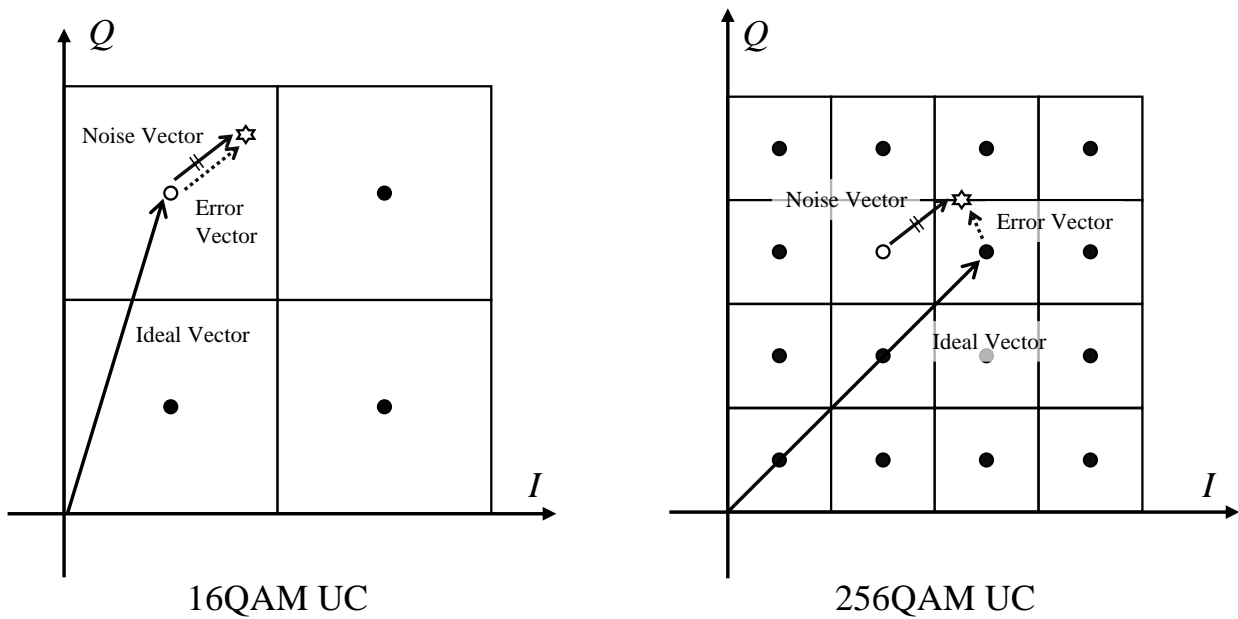 Q
Noise Vector
Error
Vector
Ideal Vector
I
16QAM UC
Q
Noise Vector
Error Vector
Ideal Vector
I
256QAM UC